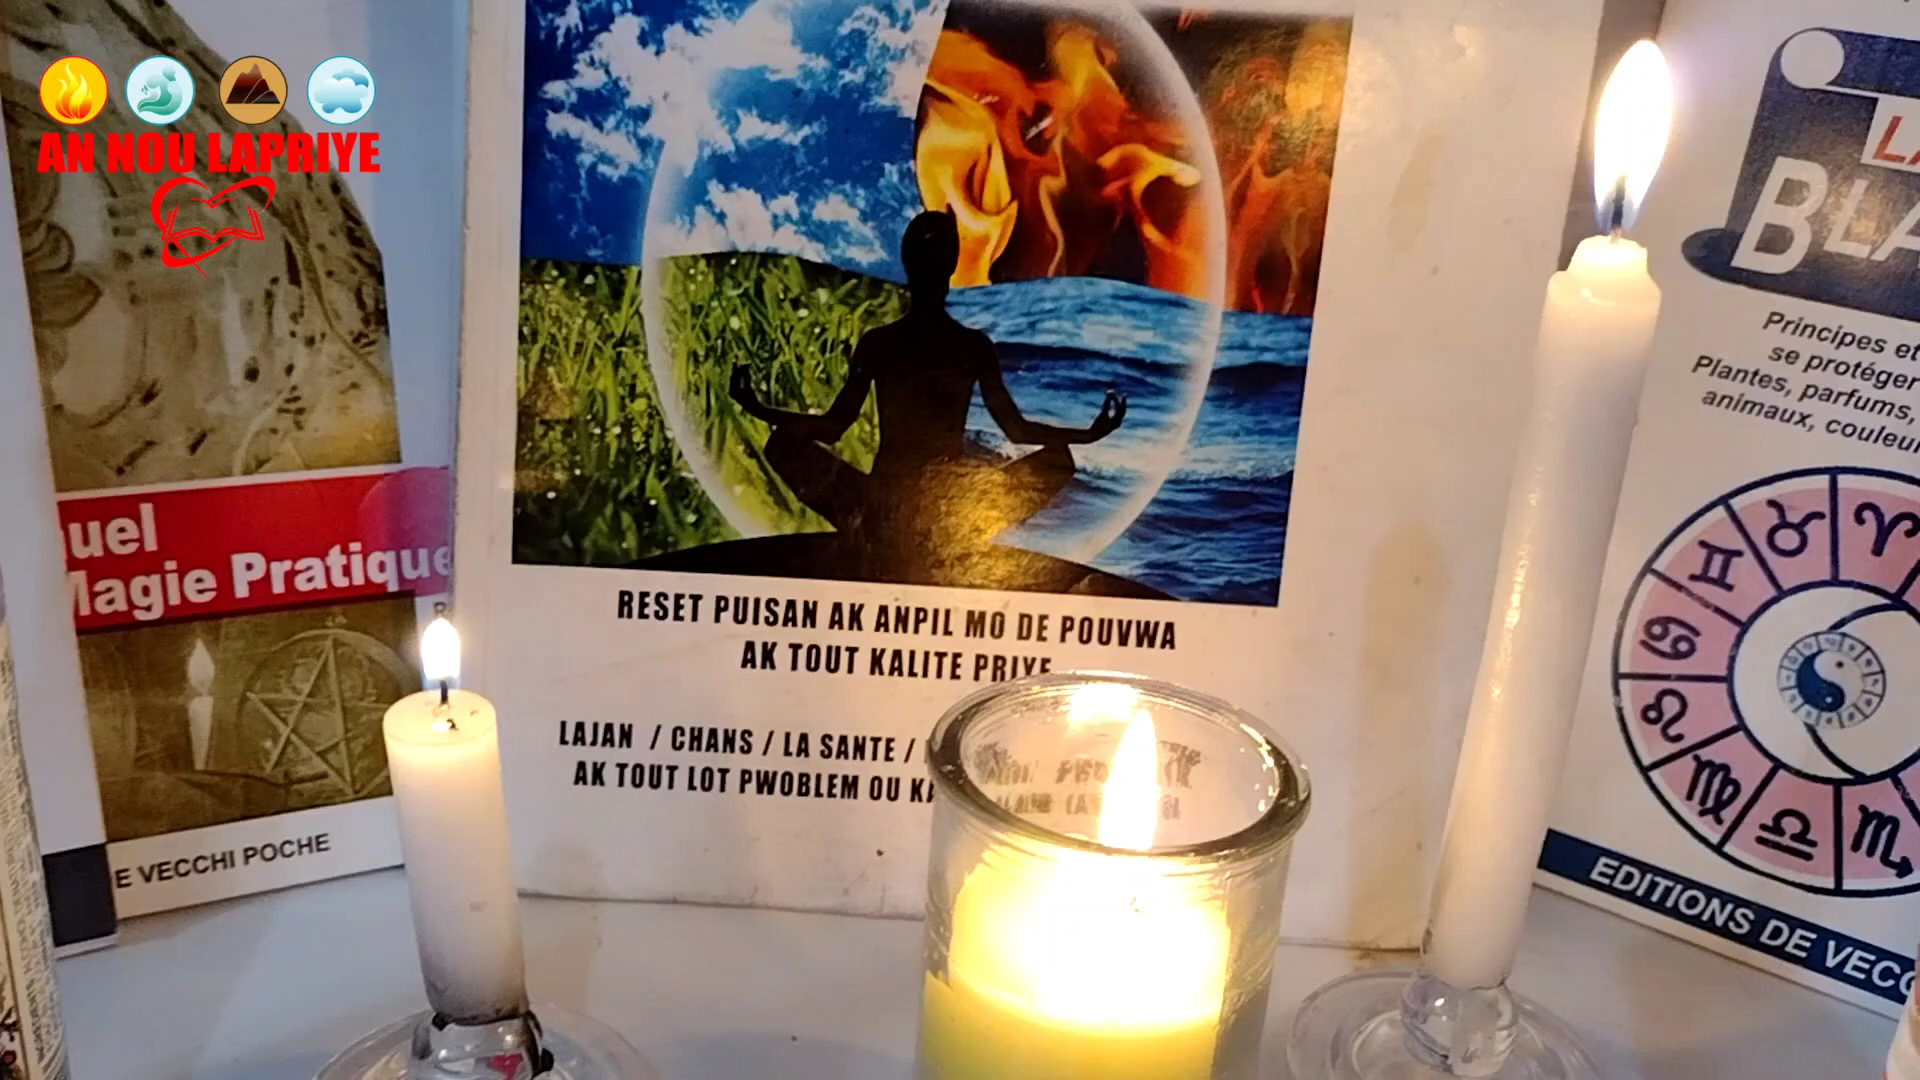 AN NOU LAPRIYE
uel
Magie Pratique
E VECCHI POCHE
RESET PUISAN AK ANPIL MO DE POUVWA
AK TOUT KALITE PRIYE
LAJAN / CHANS / LA SANTE /
AK TOUT LOT PWOBLEM OU
BLA
Principes et
se protéger
Plantes, parfums,
animaux, couleur
EDITIONS DE VECC